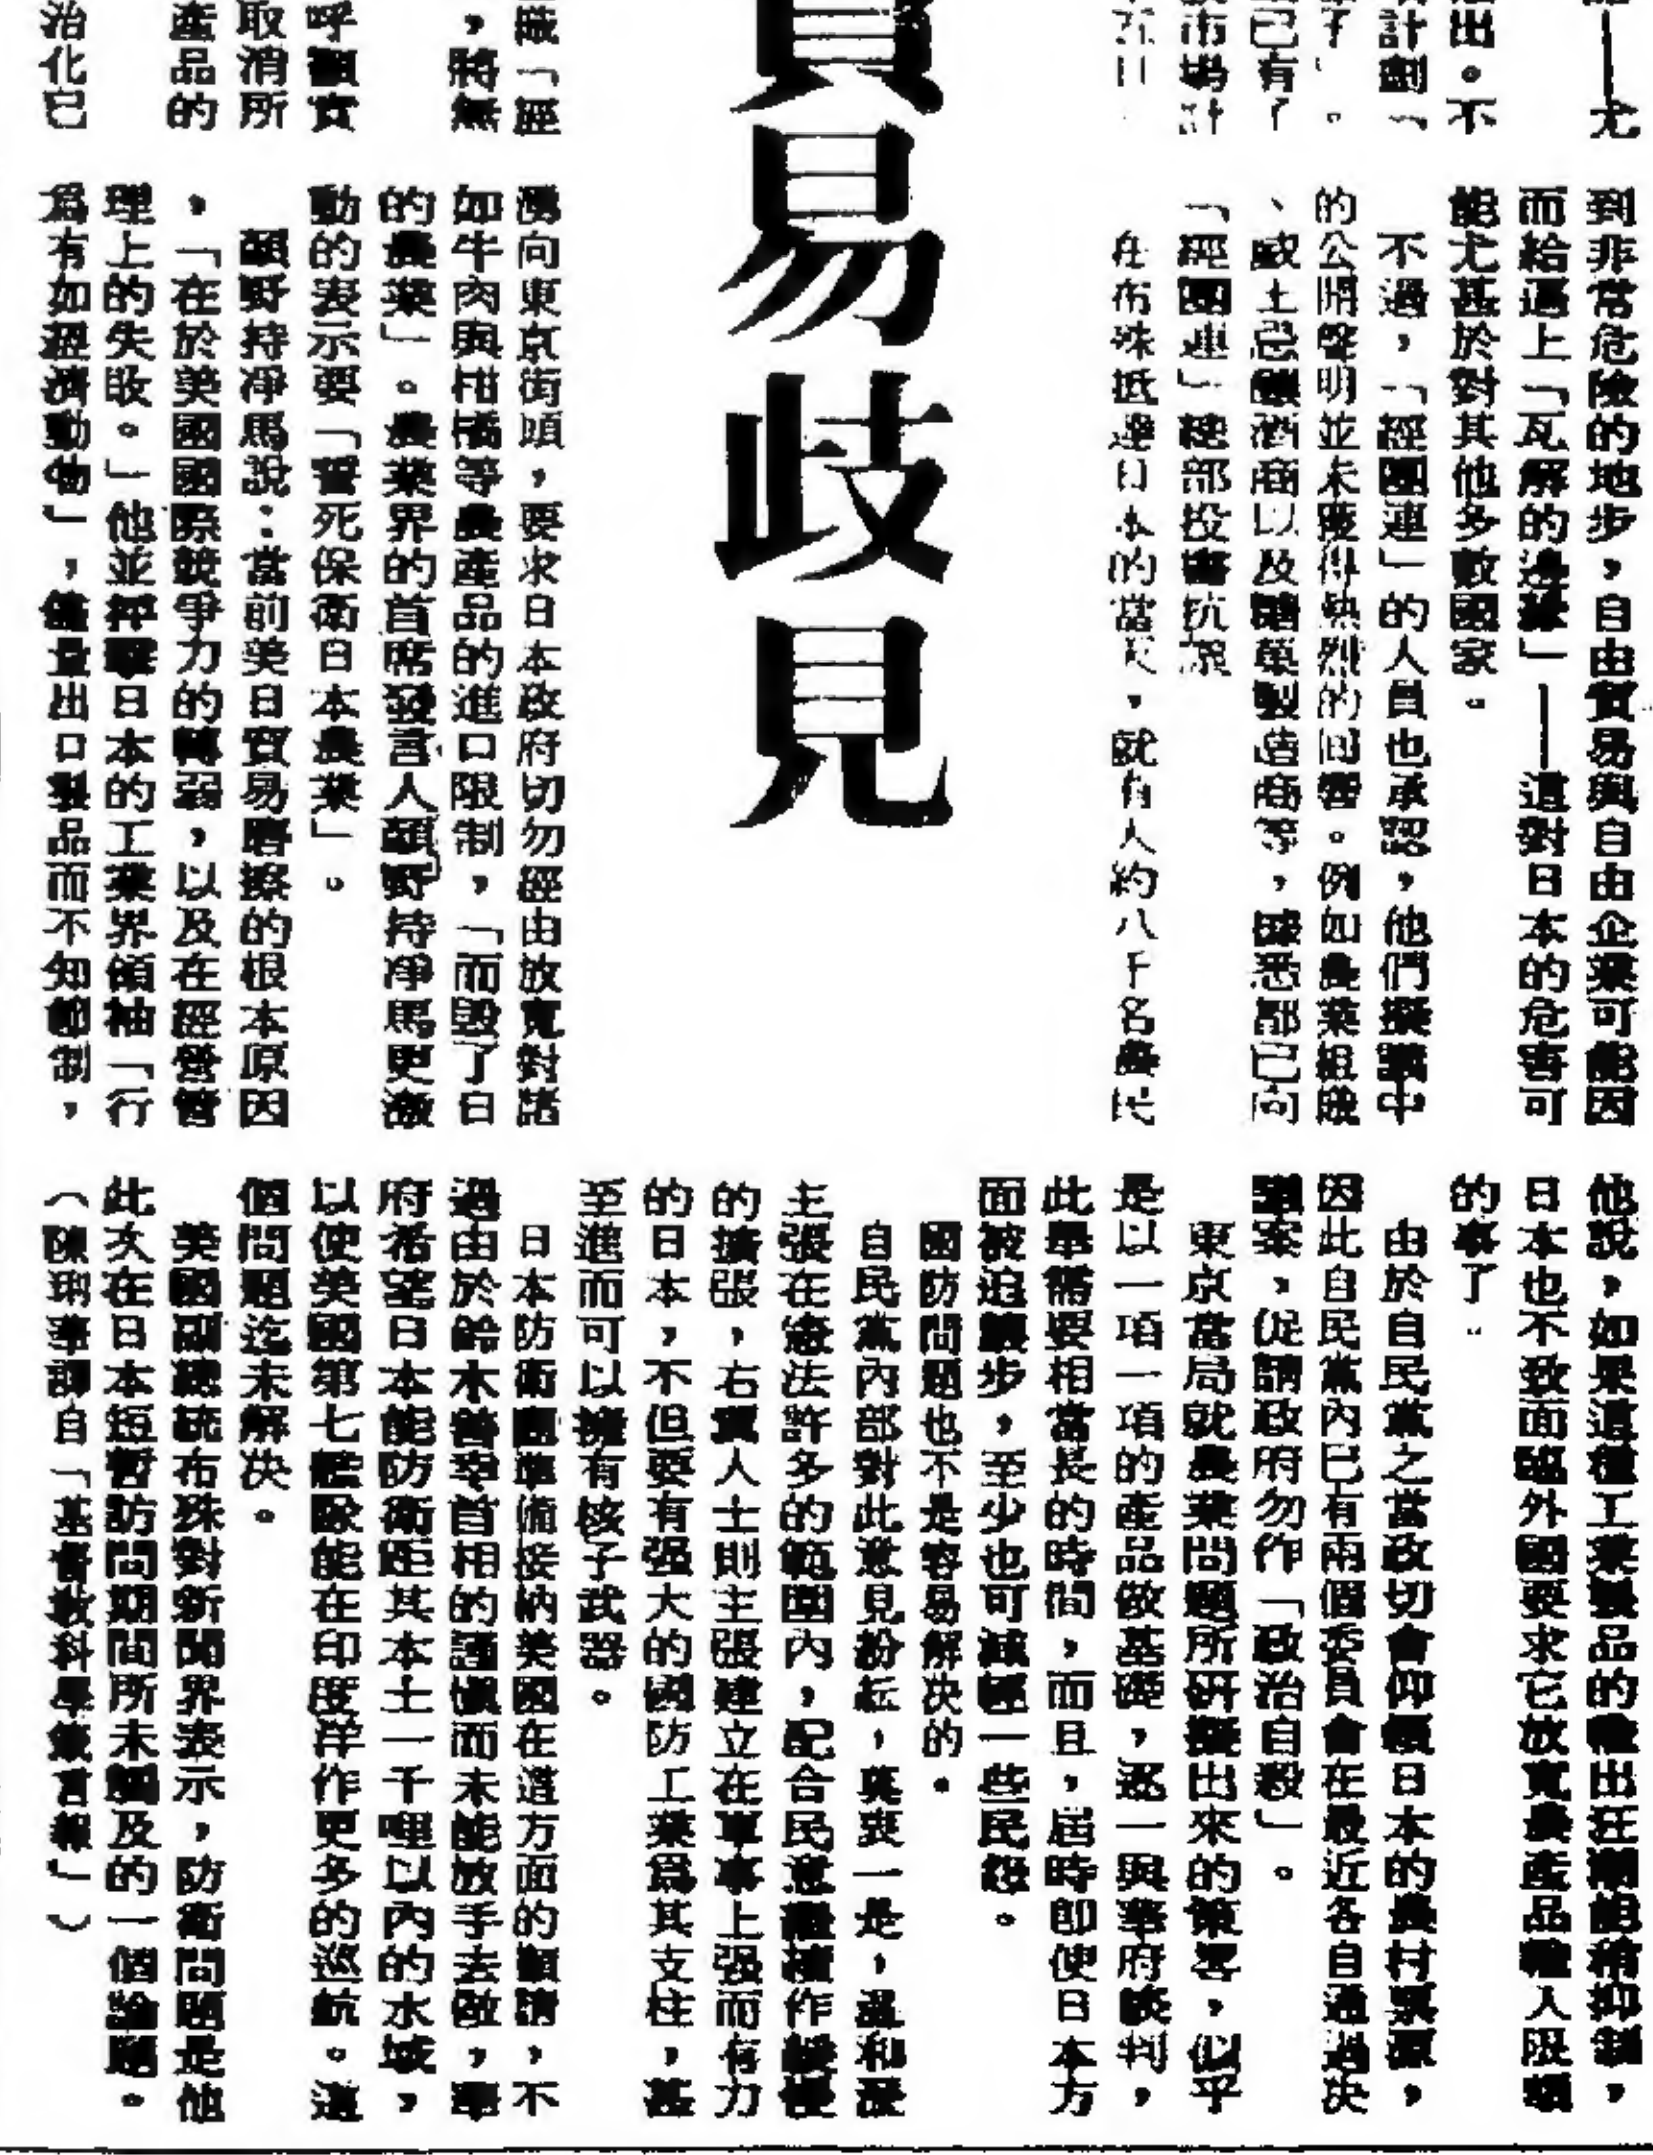 尤
出。不
計劃「
已有了
市場計
貿易歧見
職「經
，將無
呼籲實
取消所
產品的
治化已
到非常危險的地步，自由貿易與自由企業可能因
而給逼上「瓦解的邊緣」——這對日本的危害可
能尤甚於對其他多數國家。
不過，「經團連」的人員也承認，他們擬議中
的公開聲明並未獲得熱烈的回響。例如農業組織
、威士忌釀酒商以及糖菓製造商等，據悉都已向
「經團連」總部投書抗議
在布殊抵達日本的當天，就有人約八千名農民
湧向東京街頭，要求日本政府切勿經由放寬對諸
如牛肉與柑橘等農產品的進口限制，「而毀了日
的農業」。農業界的首席發言人頴野持凈馬更激
動的表示要「誓死保衛日本農業」。
頴野持凈馬說：當前美日貿易磨擦的根本原因
，「在於美國國際競爭力的轉弱，以及在經營管
理上的失敗。」他並抨擊日本的工業界領袖「行
爲有如經濟動物」，儘量出口製品而不知節制，
他說，如果這種工業製品的輸出狂潮能稍抑制，
日本也不致面臨外國要求它放寬農產品輸入限額
的事了。
由於自民黨之當政切會仰賴日本的農村票源，
因此自民黨內已有兩個委員會在最近各自通過決
議案，促請政府勿作「政治自殺」。
東京當局就農業問題所研擬出來的策畧，似乎
是以一項一項的產品做基礎，逐一與華府談判，
此舉需要相當長的時間，而且，屆時即使日本方
面被迫讓步，至少也可減輕一些民怨。
國防問題也不是容易解決的。
自民黨內部對此意見紛紜，莫衷一是，溫和派
主張在憲法許多的範圍內，配合民意繼續作緩慢
的擴張，右翼人士則主張建立在軍事上强而有力
的日本，不但要有强大的國防工業爲其支柱，甚
至進而可以擁有核子武器。
日本防衛廳準備接納美國在這方面的籲請，不
過由於鈴木善幸首相的謹愼而未能放手去做，華
府希望日本能防衛距其本土一千哩以內的水域，
以使美國第七艦隊能在印度洋作更多的巡航。這
個問題迄未解決。
美國副總統布殊對新聞界表示，防衛問題是他
此次在日本短暫訪問期間所未觸及的一個論題。
（陳琄華譯自「基督教科學箴言報」）